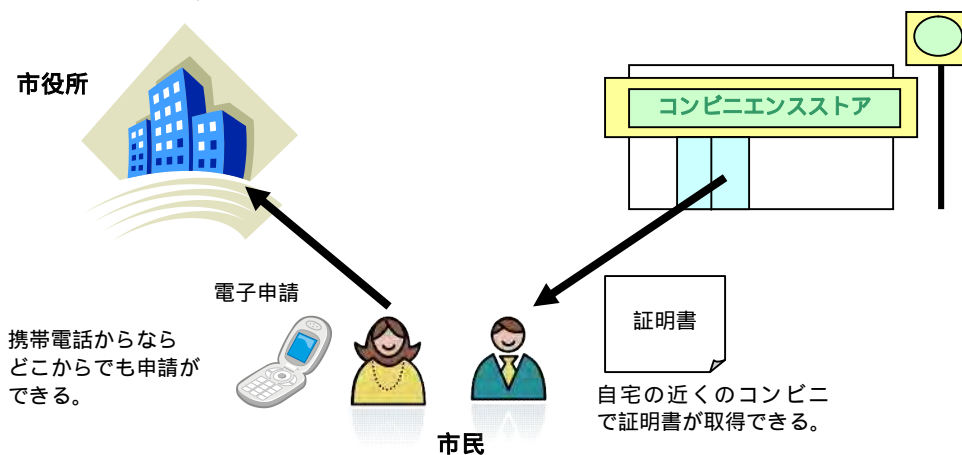 市役所
コンビニエンスストア
電子申請
携帯電話からなら
どこからでも申請が
できる。
証明書
自宅の近くのコンビニ
で証明書が取得できる。
市民